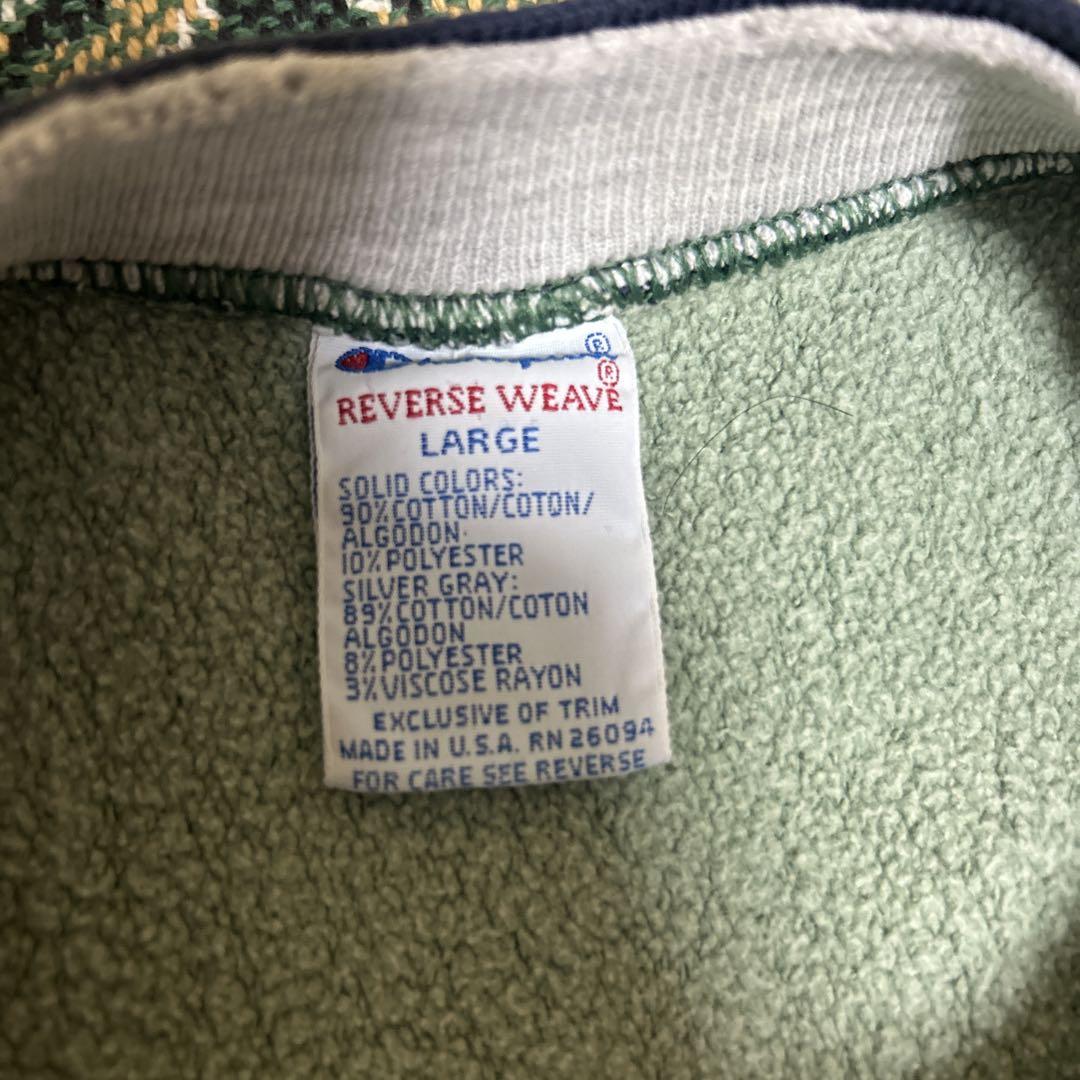 ®
REVERSE WEAVE®
LARGE
SOLID COLORS:
90% COTTON/COTON/
ALGODON
10% POLYESTER
SILVER GRAY:
89% COTTON/COTON
ALGODON
8% POLYESTER
3% VISCOSE RAYON
EXCLUSIVE OF TRIM
MADE IN U.S.A. RN 26094
FOR CARE SEE REVERSE